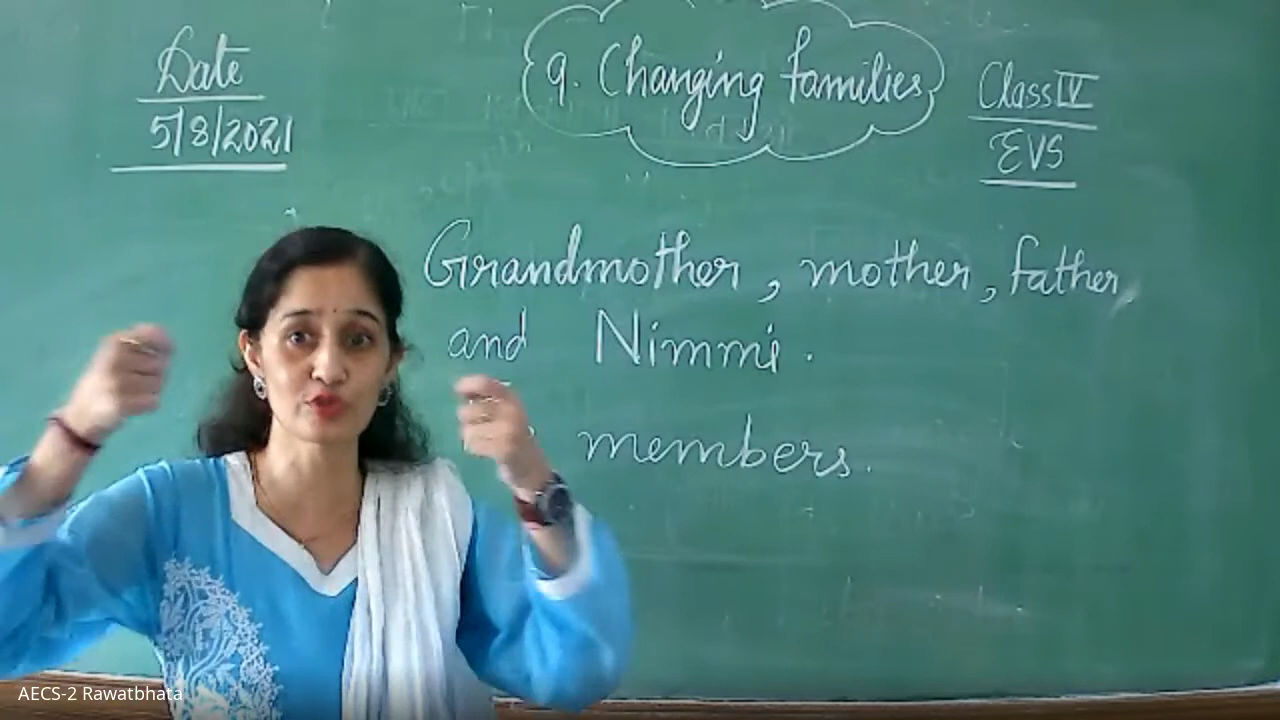 Date
5/8/2021
9. Changing families
Class IV
EVS
Grandmother, mother, father,
and Nimmi.
members.
AECS-2 Rawatbhata